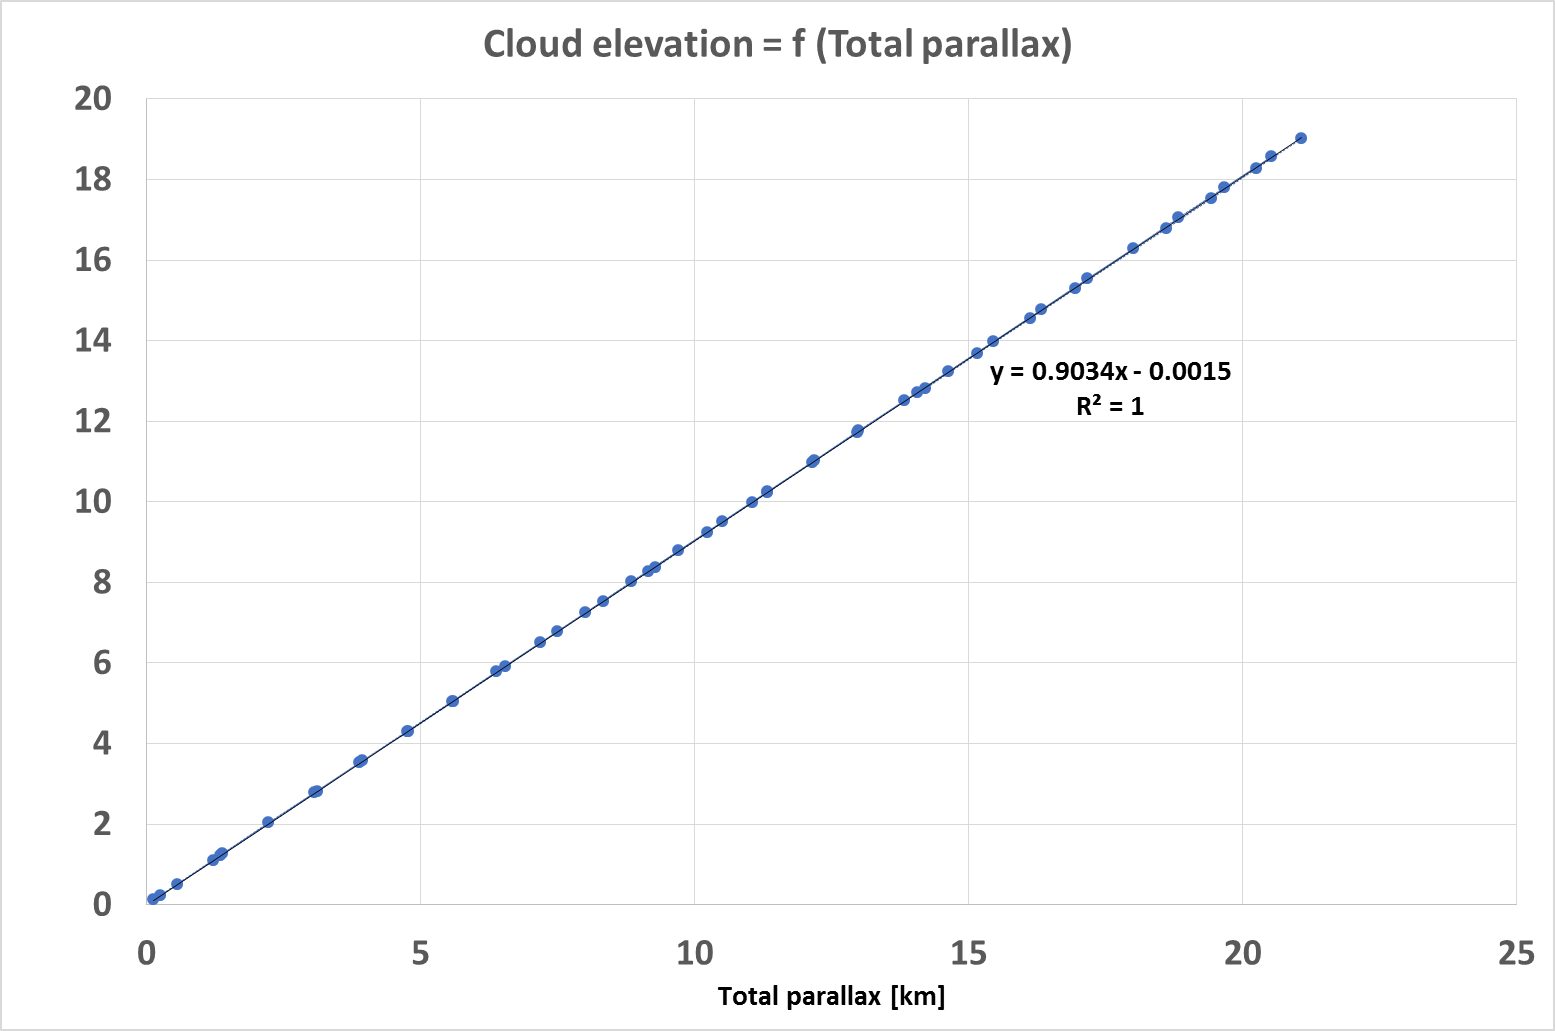 Cloud elevation = f (Total parallax)
20
18
16
14
y = 0.9034x - 0.0015
R² = 1
12
10
8
6
4
2
0
0 5 10 15 20 25
Total parallax [km]